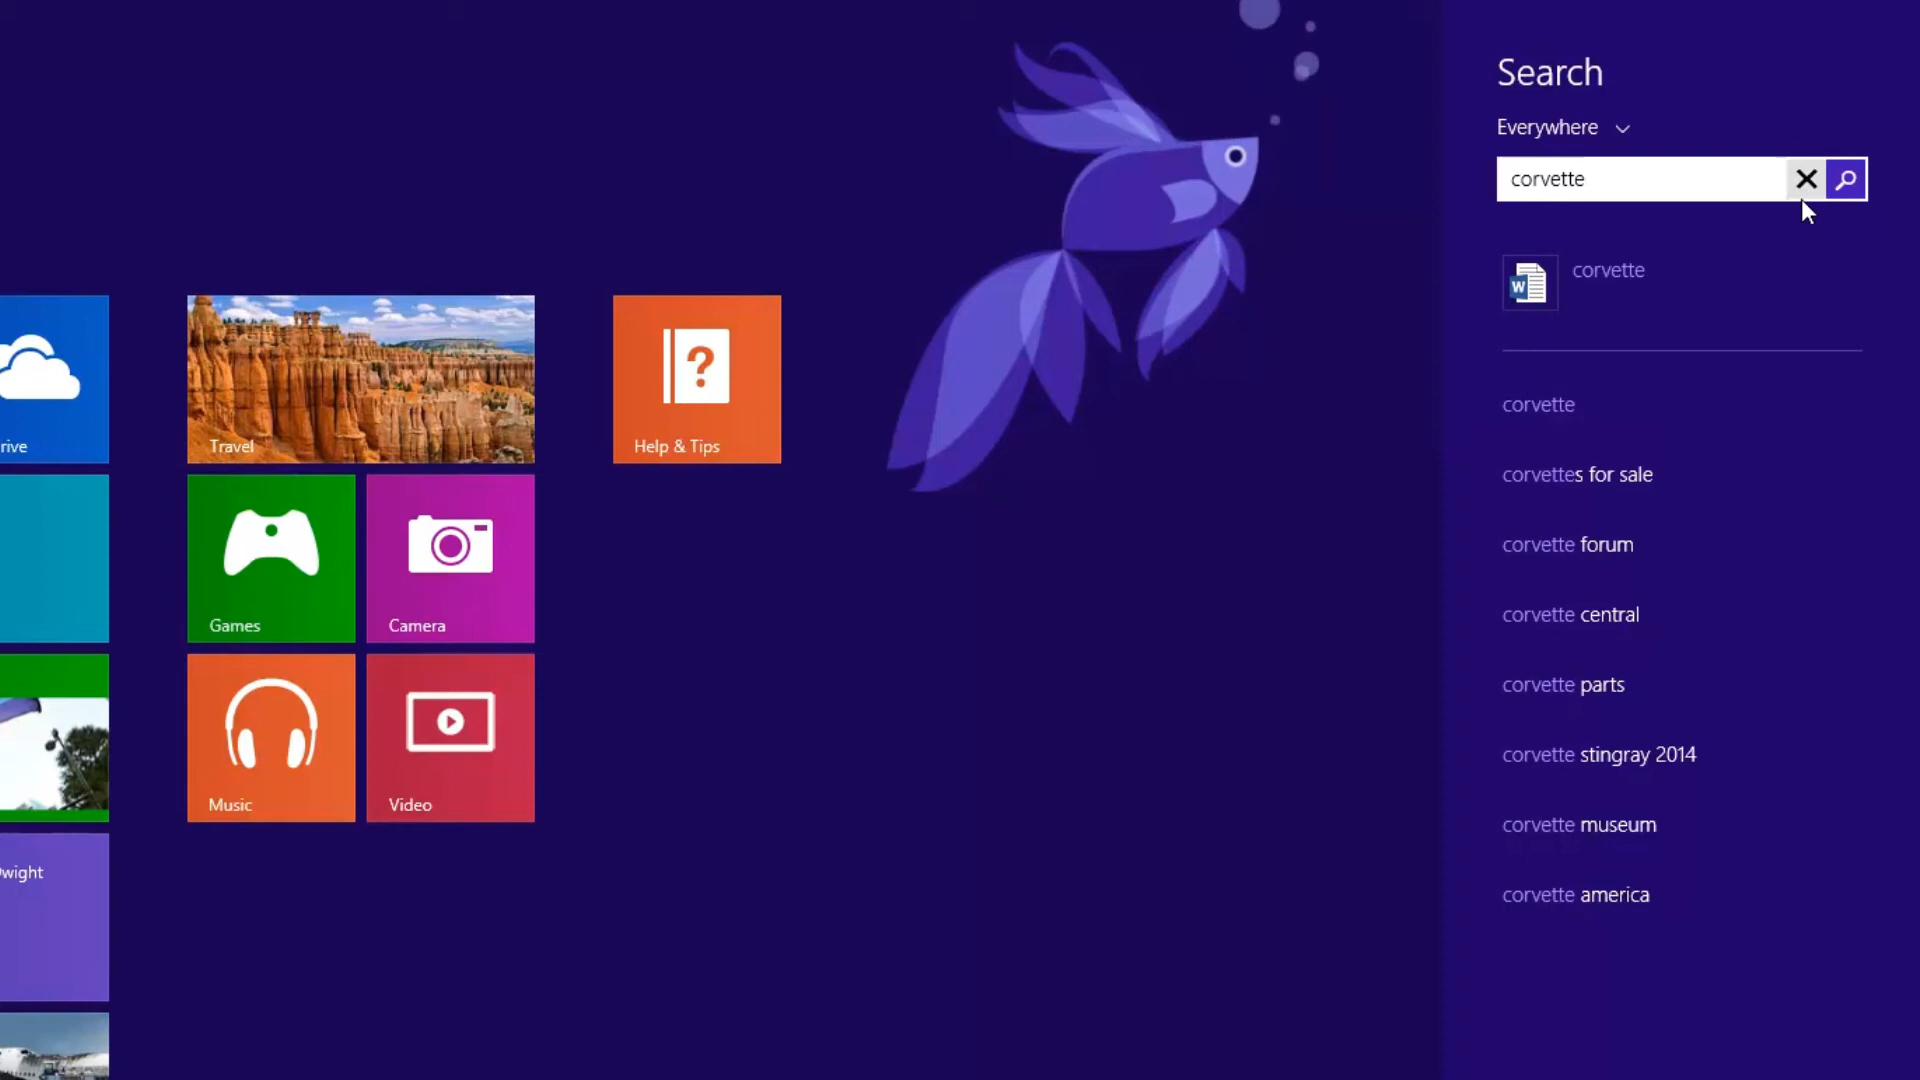 Search
Everywhere
corvette
corvette
corvette
corvettes for sale
corvette forum
corvette central
corvette parts
corvette stingray 2014
corvette museum
corvette america
rive
Travel
Help & Tips
?
Games
Camera
Music
Video
wight
W